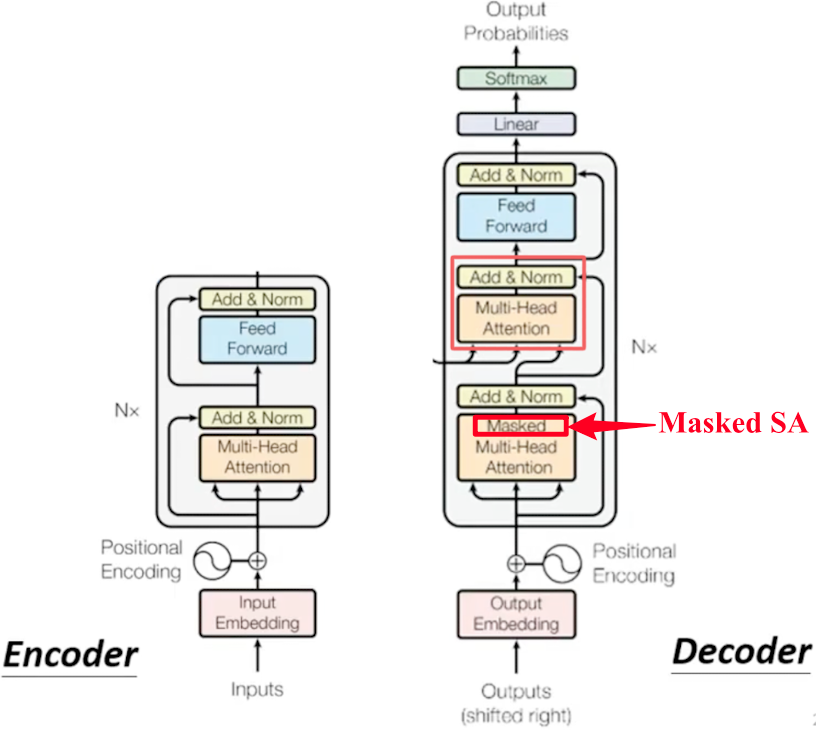 Output
Probabilities
Softmax
Linear
Add & Norm
Feed
Forward
Add & Norm
Multi-Head
Attention
Nx
Add & Norm
Masked
Multi-Head
Attention
Masked SA
Positional
Encoding
Output
Embedding
Outputs
(shifted right)
Decoder
Add & Norm
Feed
Forward
Nx
Add & Norm
Multi-Head
Attention
Positional
Encoding
Input
Embedding
Inputs
Encoder
2